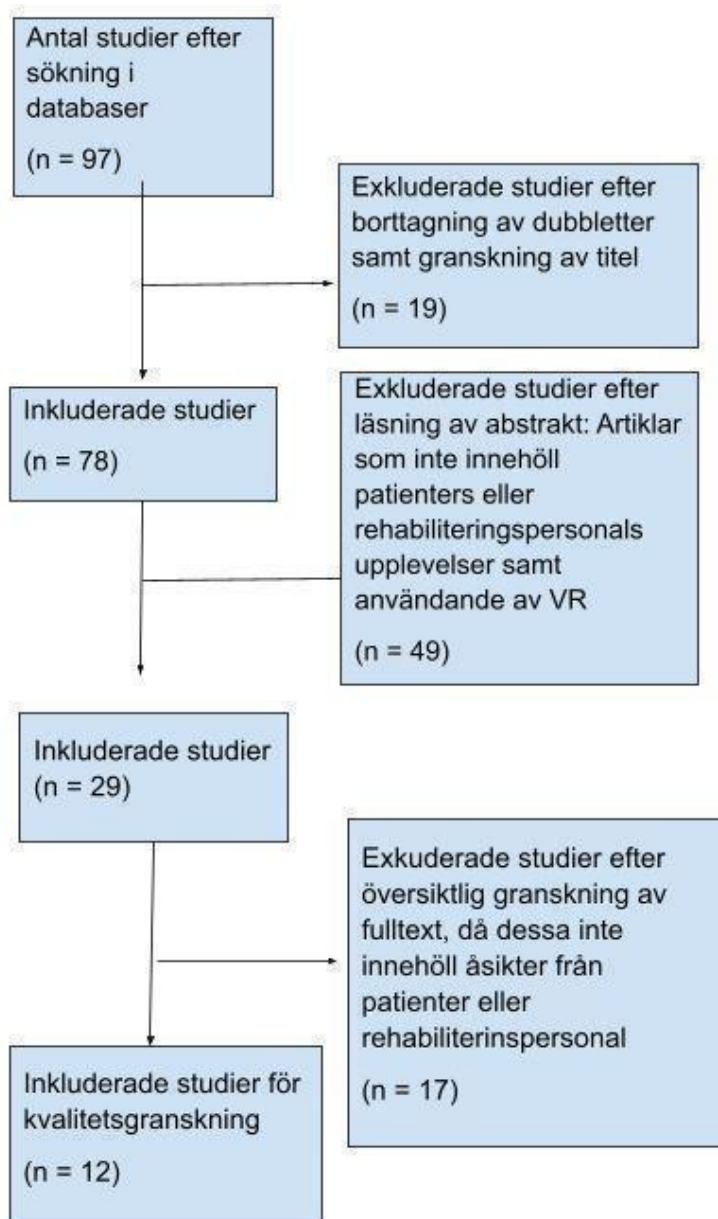 Antal studier efter
sökning i
databaser
(n = 97)
Exkluderade studier efter
borttagning av dubbletter
samt granskning av titel
(n = 19)
Inkluderade studier
(n = 78)
Exkluderade studier efter
läsning av abstrakt: Artiklar
som inte innehöll
patienters eller
rehabiliteringspersonals
upplevelser samt
användande av VR
(n = 49)
Inkluderade studier
(n = 29)
Exkuderade studier efter
översiktlig granskning av
fulltext, då dessa inte
innehöll åsikter från
patienter eller
rehabiliterinspersonal
(n = 17)
Inkluderade studier för
kvalitetsgranskning
(n = 12)